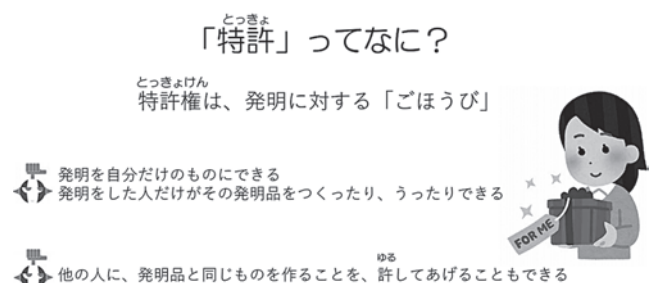 「特許」ってなに？
特許権は、発明に対する「ごほうび」
発明を自分だけのものにできる
発明をした人だけがその発明品をつくったり、うったりできる
FOR ME
他の人に、発明品と同じものを作ることを、許してあげることもできる